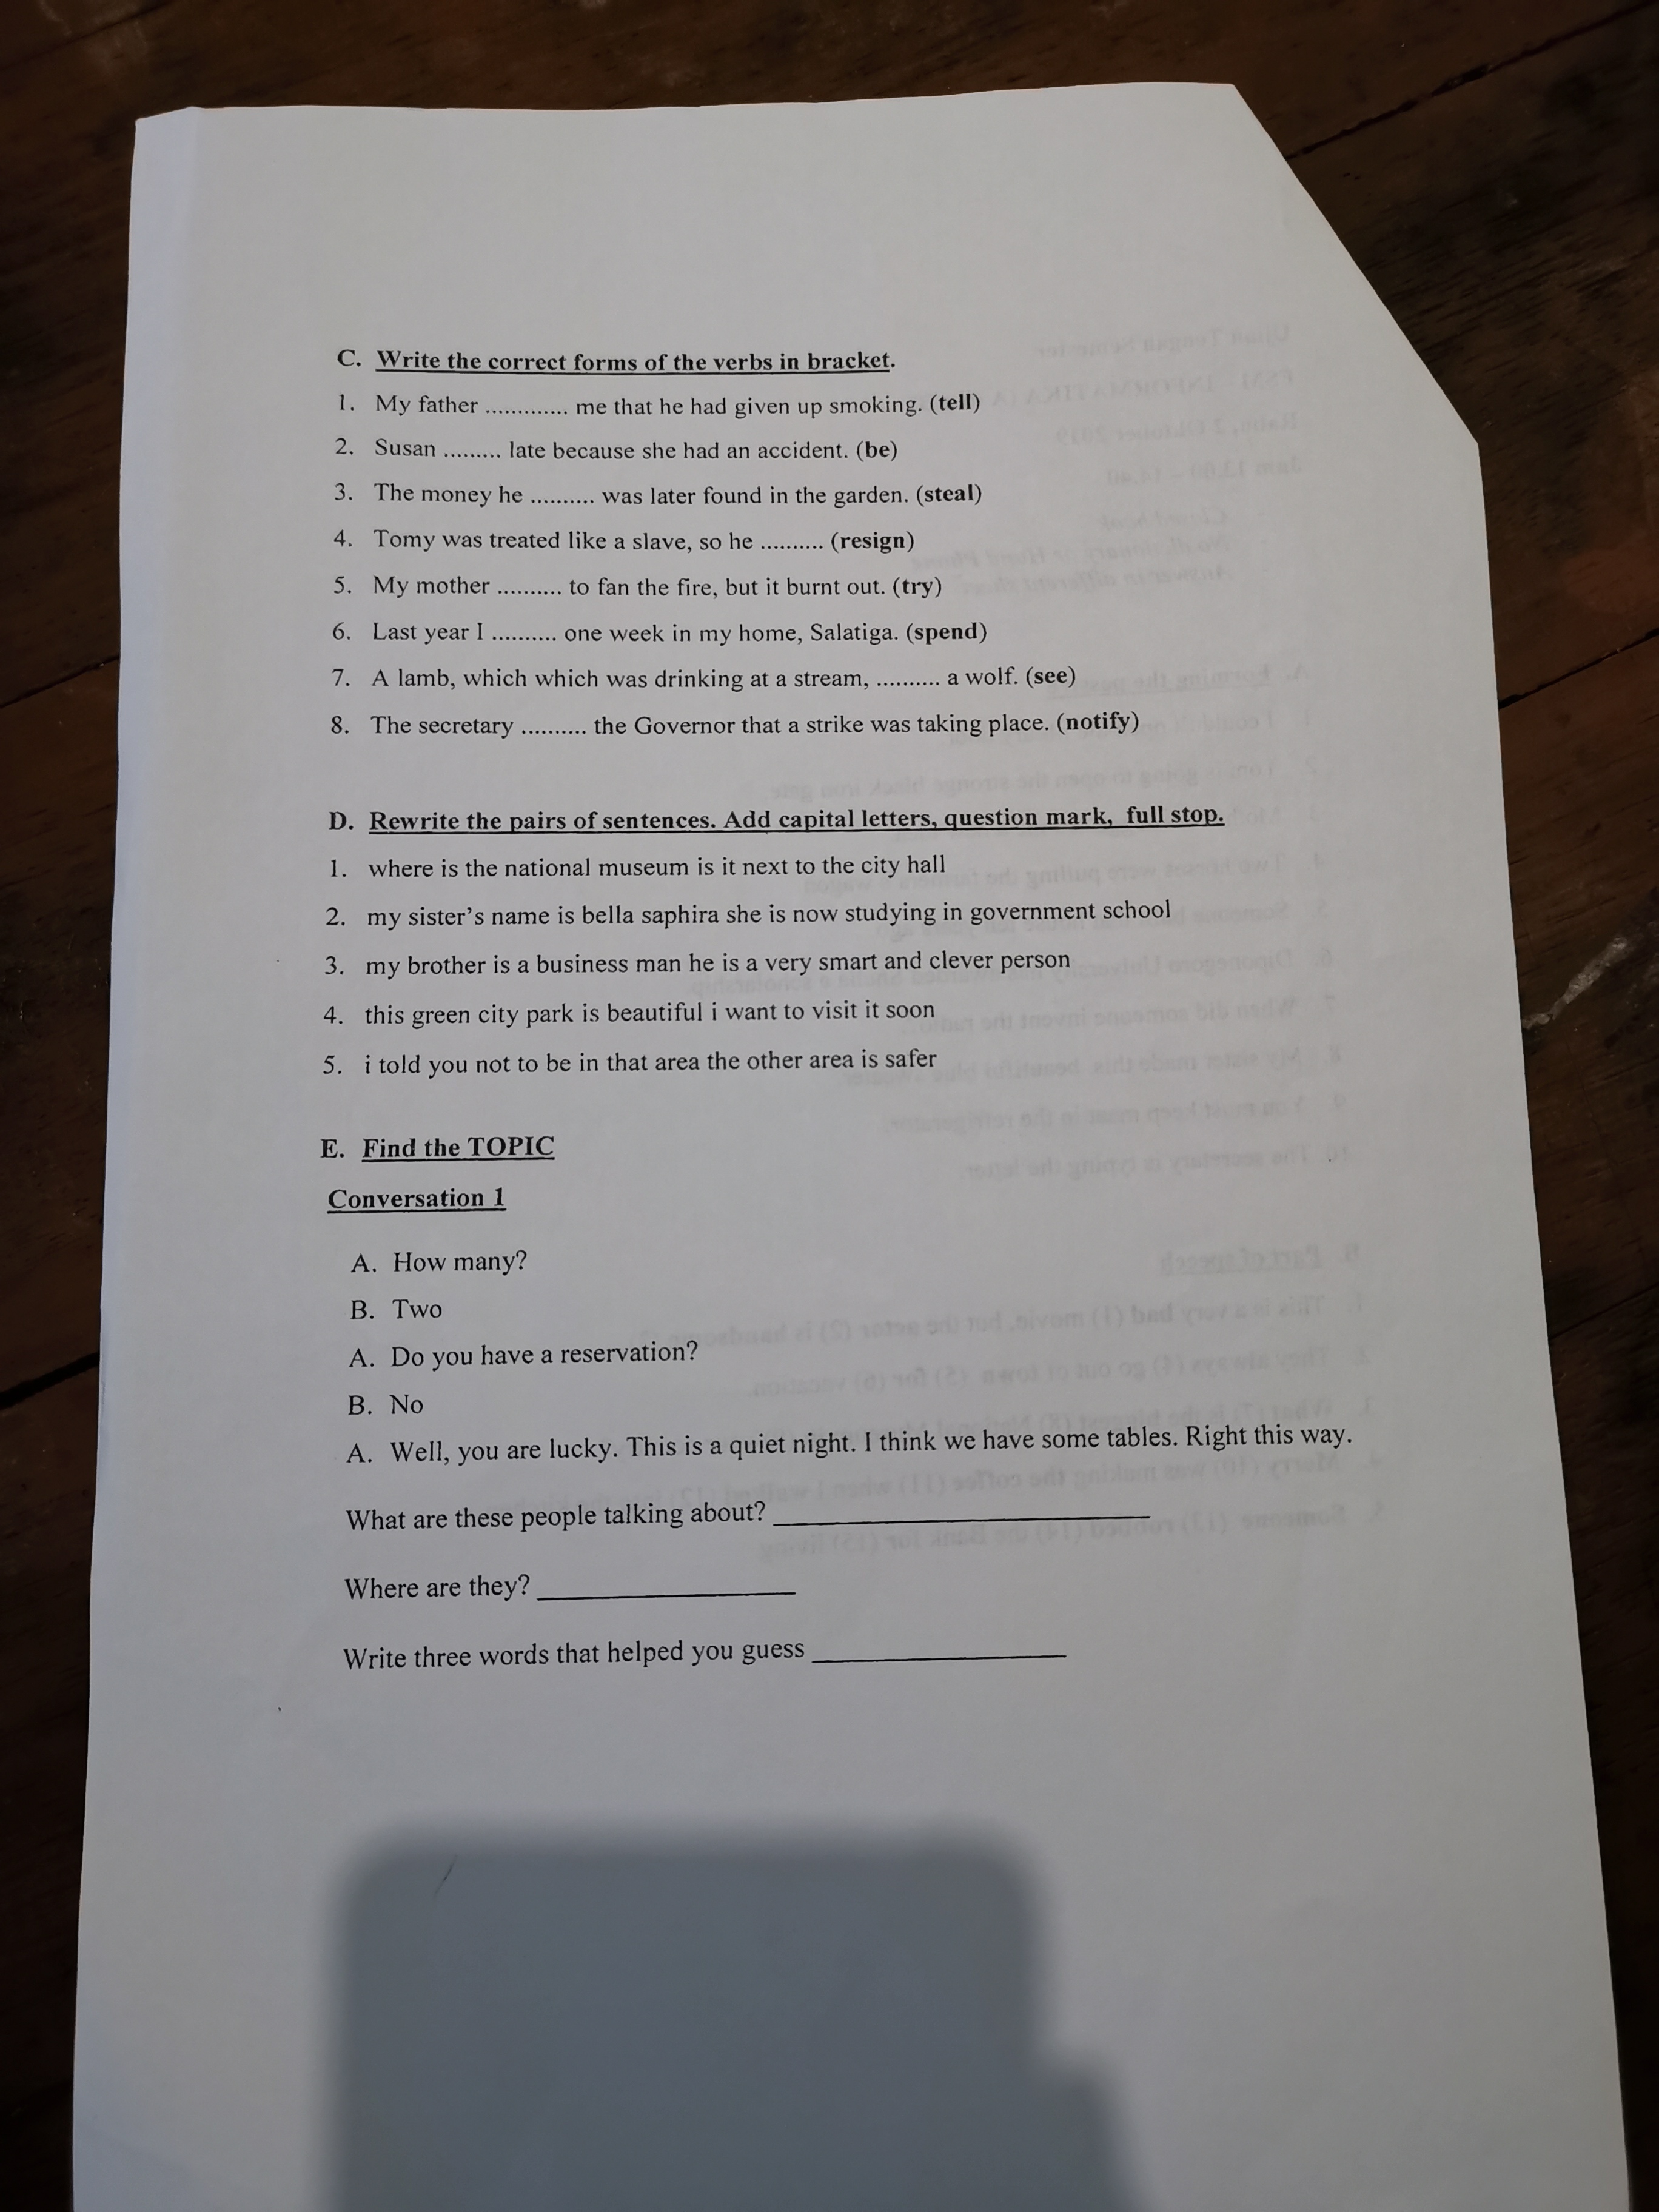 C. Write the correct forms of the verbs in bracket.
1. My father ............. me that he had given up smoking. (tell)
2. Susan ......... late because she had an accident. (be)
3. The money he .......... was later found in the garden. (steal)
4. Tomy was treated like a slave, so he .......... (resign)
5. My mother .......... to fan the fire, but it burnt out. (try)
6. Last year I .......... one week in my home, Salatiga. (spend)
7. A lamb, which which was drinking at a stream, .......... a wolf. (see)
8. The secretary .......... the Governor that a strike was taking place. (notify)
D. Rewrite the pairs of sentences. Add capital letters, question mark, full stop.
1. where is the national museum is it next to the city hall
2. my sister's name is bella saphira she is now studying in government school
3. my brother is a business man he is a very smart and clever person
4. this green city park is beautiful i want to visit it soon
5. i told you not to be in that area the other area is safer
E. Find the TOPIC
Conversation 1
A. How many?
B. Two
A. Do you have a reservation?
B. No
A. Well, you are lucky. This is a quiet night. I think we have some tables. Right this way.
What are these people talking about? ____________________
Where are they? ____________________
Write three words that helped you guess ____________________